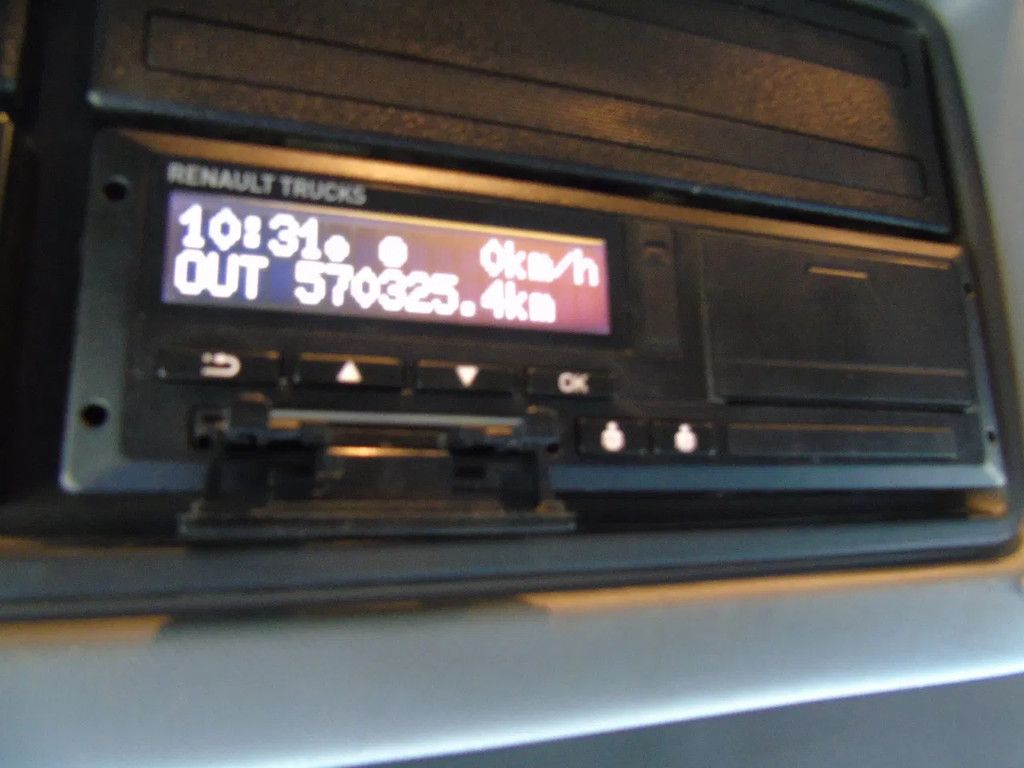 RENAULT TRUCKS
10:31● ● 0km/h
OUT 570325.4km
OK